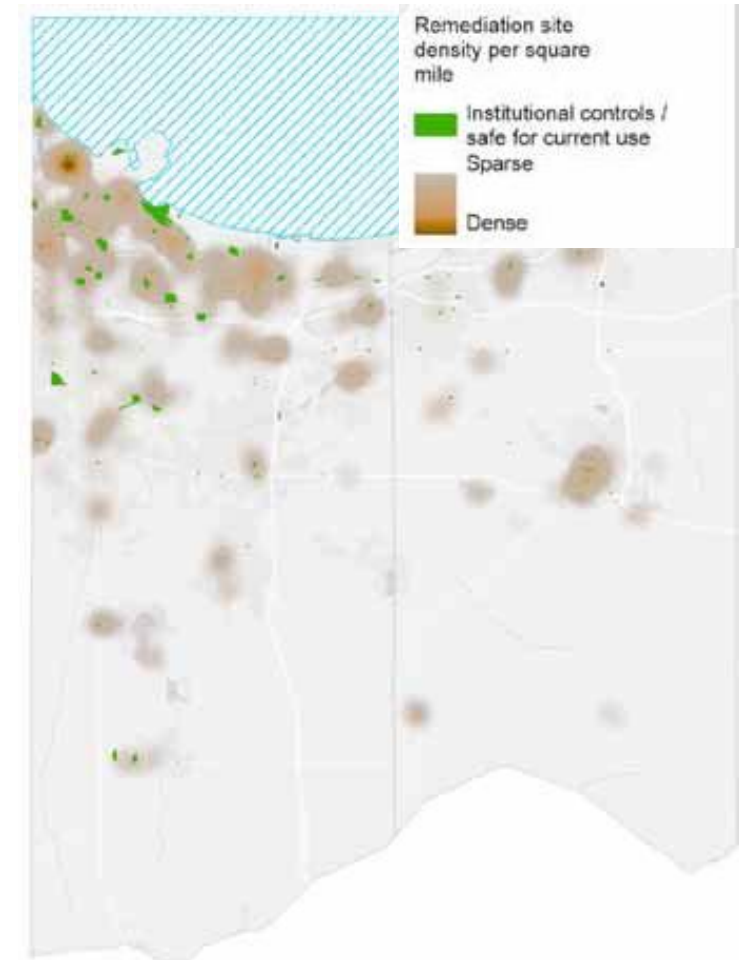 Remediation site
density per square
mile
Institutional controls /
safe for current use
Sparse
Dense